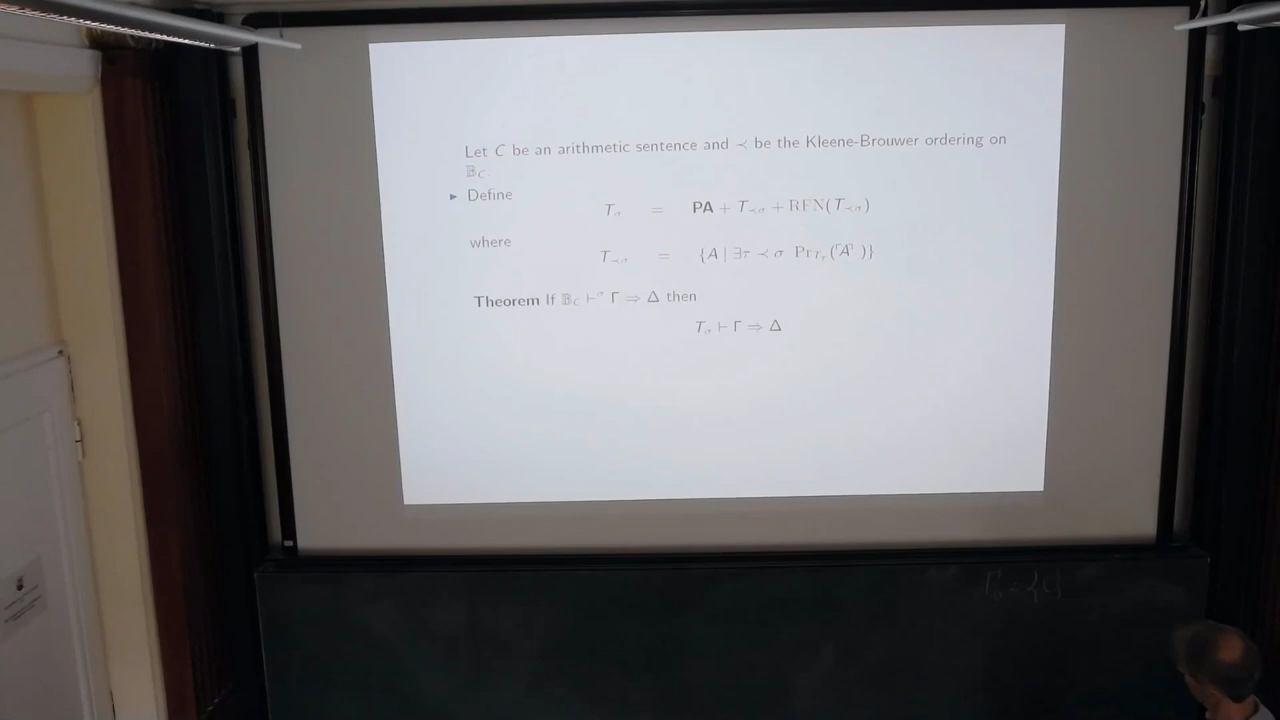 Let C be an arithmetic sentence and ≺ be the Kleene-Brouwer ordering on
𝔹_C.
► Define
T_σ = PA + T_≺σ + RFN(T_≺σ)
where
T_≺σ = {A | ∃τ ≺ σ Pr_{T_τ}(⌜A⌝)}
Theorem If 𝔹_C ⊢^σ Γ ⇒ Δ then
T_σ ⊢ Γ ⇒ Δ